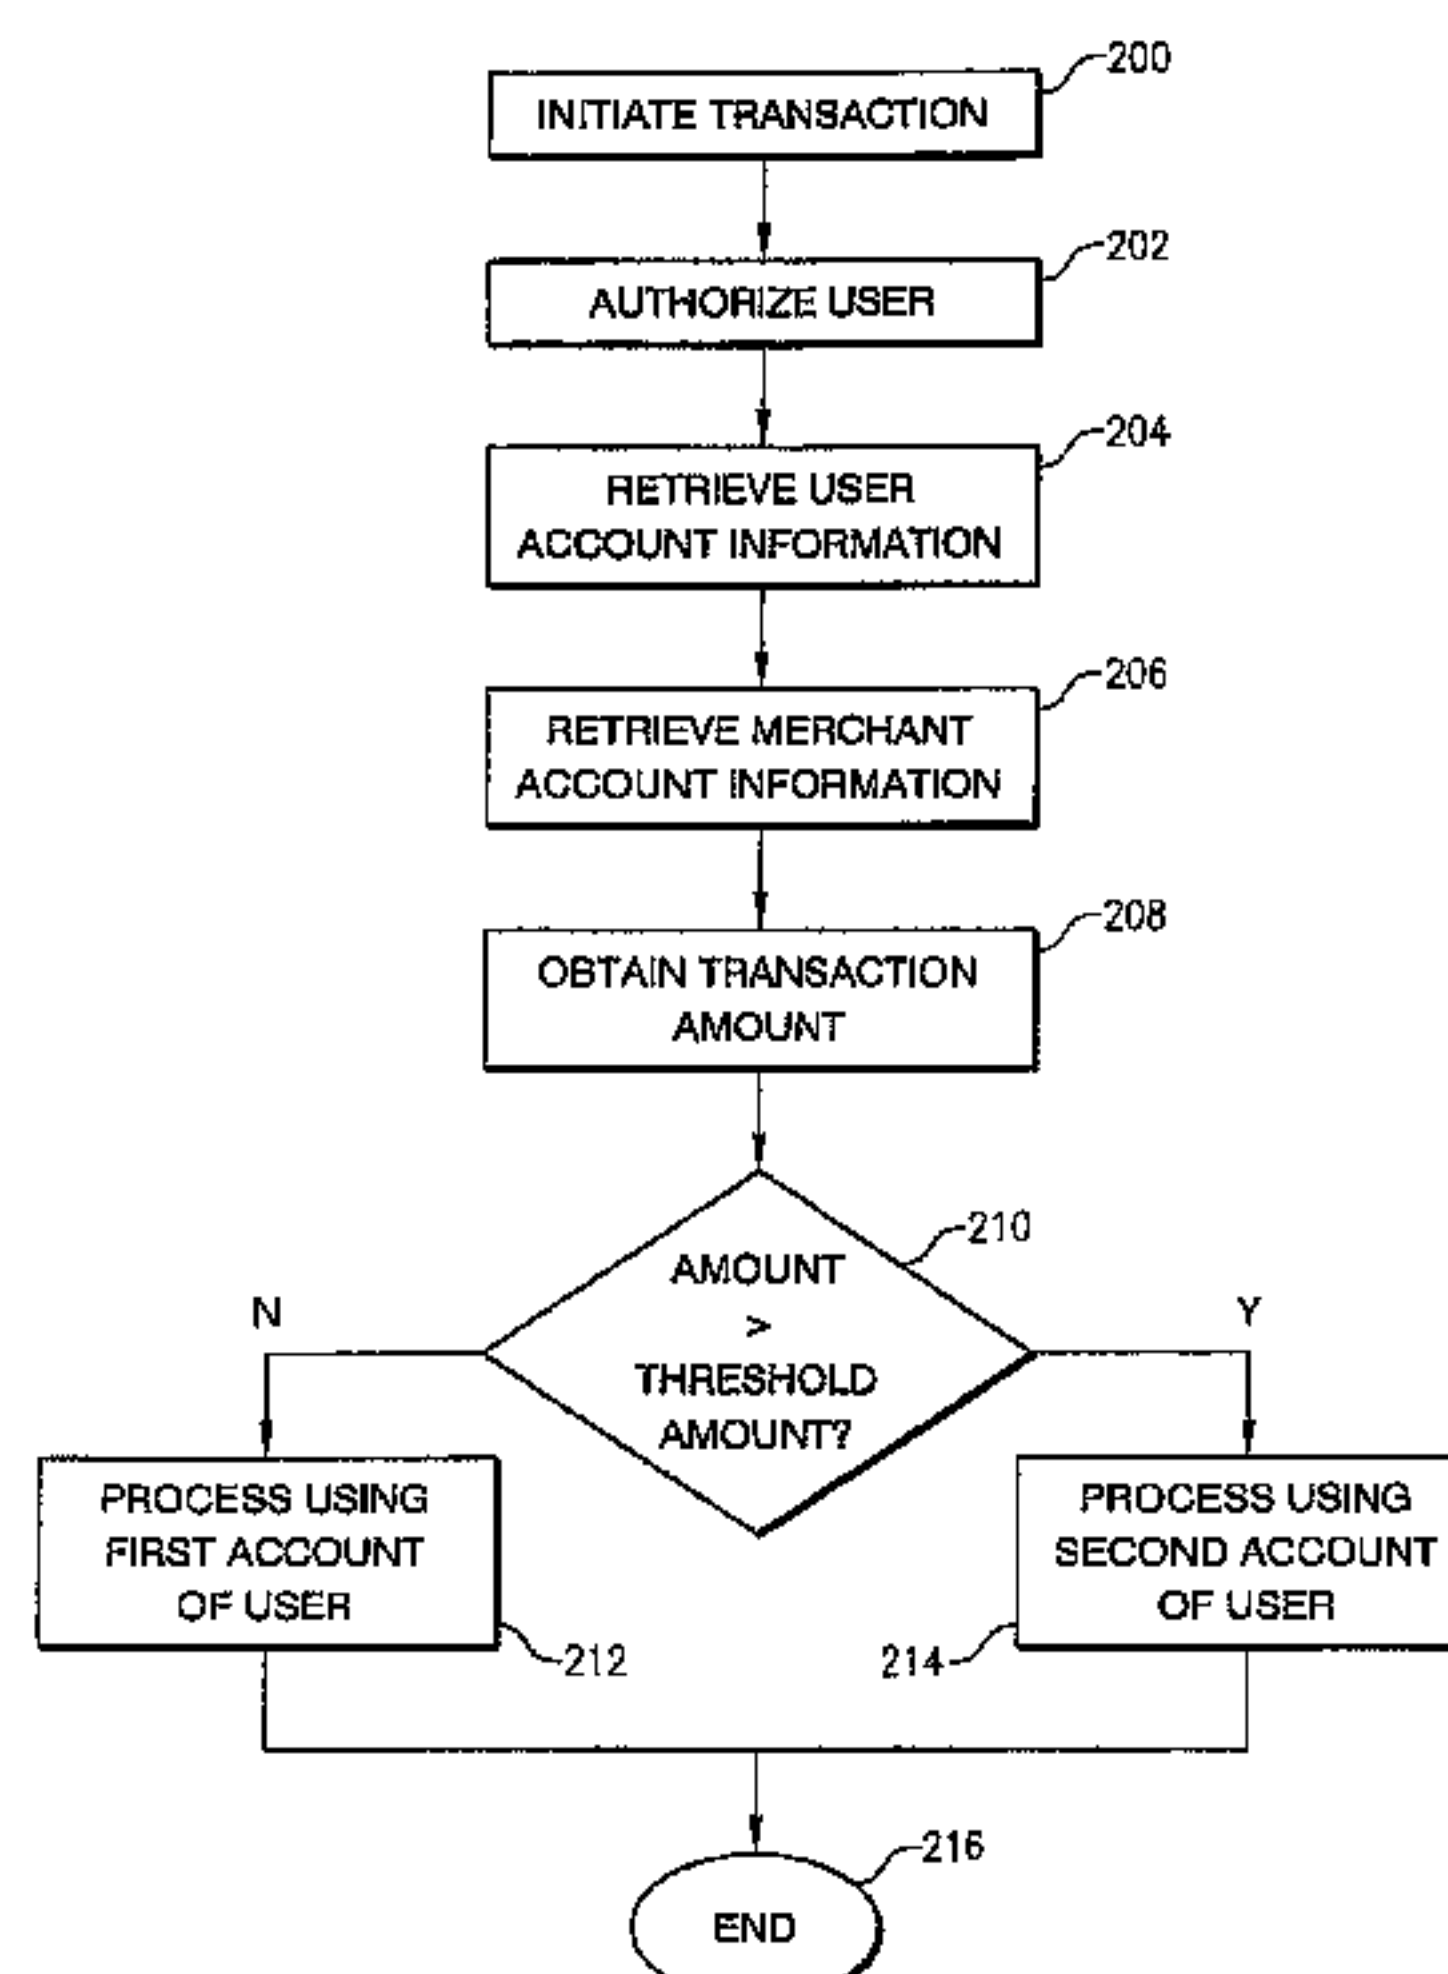 200
INITIATE TRANSACTION
202
AUTHORIZE USER
204
RETRIEVE USER
ACCOUNT INFORMATION
206
RETRIEVE MERCHANT
ACCOUNT INFORMATION
208
OBTAIN TRANSACTION
AMOUNT
210
AMOUNT
>
THRESHOLD
AMOUNT?
N
Y
PROCESS USING
FIRST ACCOUNT
OF USER
212
PROCESS USING
SECOND ACCOUNT
OF USER
214
216
END